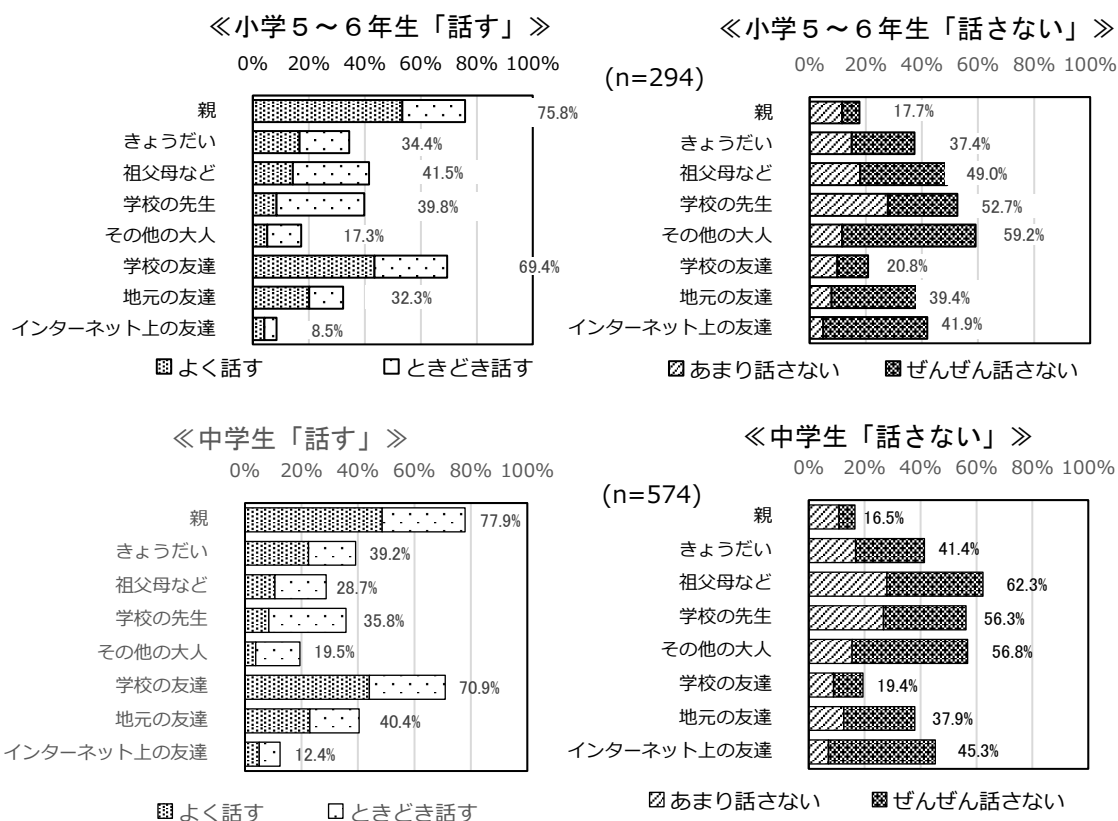 ≪小学５～６年生「話す」≫
0% 20% 40% 60% 80% 100%
親 75.8%
きょうだい 34.4%
祖父母など 41.5%
学校の先生 39.8%
その他の大人 17.3%
学校の友達 69.4%
地元の友達 32.3%
インターネット上の友達 8.5%
よく話す ときどき話す
(n=294)
≪小学５～６年生「話さない」≫
0% 20% 40% 60% 80% 100%
親 17.7%
きょうだい 37.4%
祖父母など 49.0%
学校の先生 52.7%
その他の大人 59.2%
学校の友達 20.8%
地元の友達 39.4%
インターネット上の友達 41.9%
あまり話さない ぜんぜん話さない
≪中学生「話す」≫
0% 20% 40% 60% 80% 100%
親 77.9%
きょうだい 39.2%
祖父母など 28.7%
学校の先生 35.8%
その他の大人 19.5%
学校の友達 70.9%
地元の友達 40.4%
インターネット上の友達 12.4%
よく話す ときどき話す
(n=574)
≪中学生「話さない」≫
0% 20% 40% 60% 80% 100%
親 16.5%
きょうだい 41.4%
祖父母など 62.3%
学校の先生 56.3%
その他の大人 56.8%
学校の友達 19.4%
地元の友達 37.9%
インターネット上の友達 45.3%
あまり話さない ぜんぜん話さない